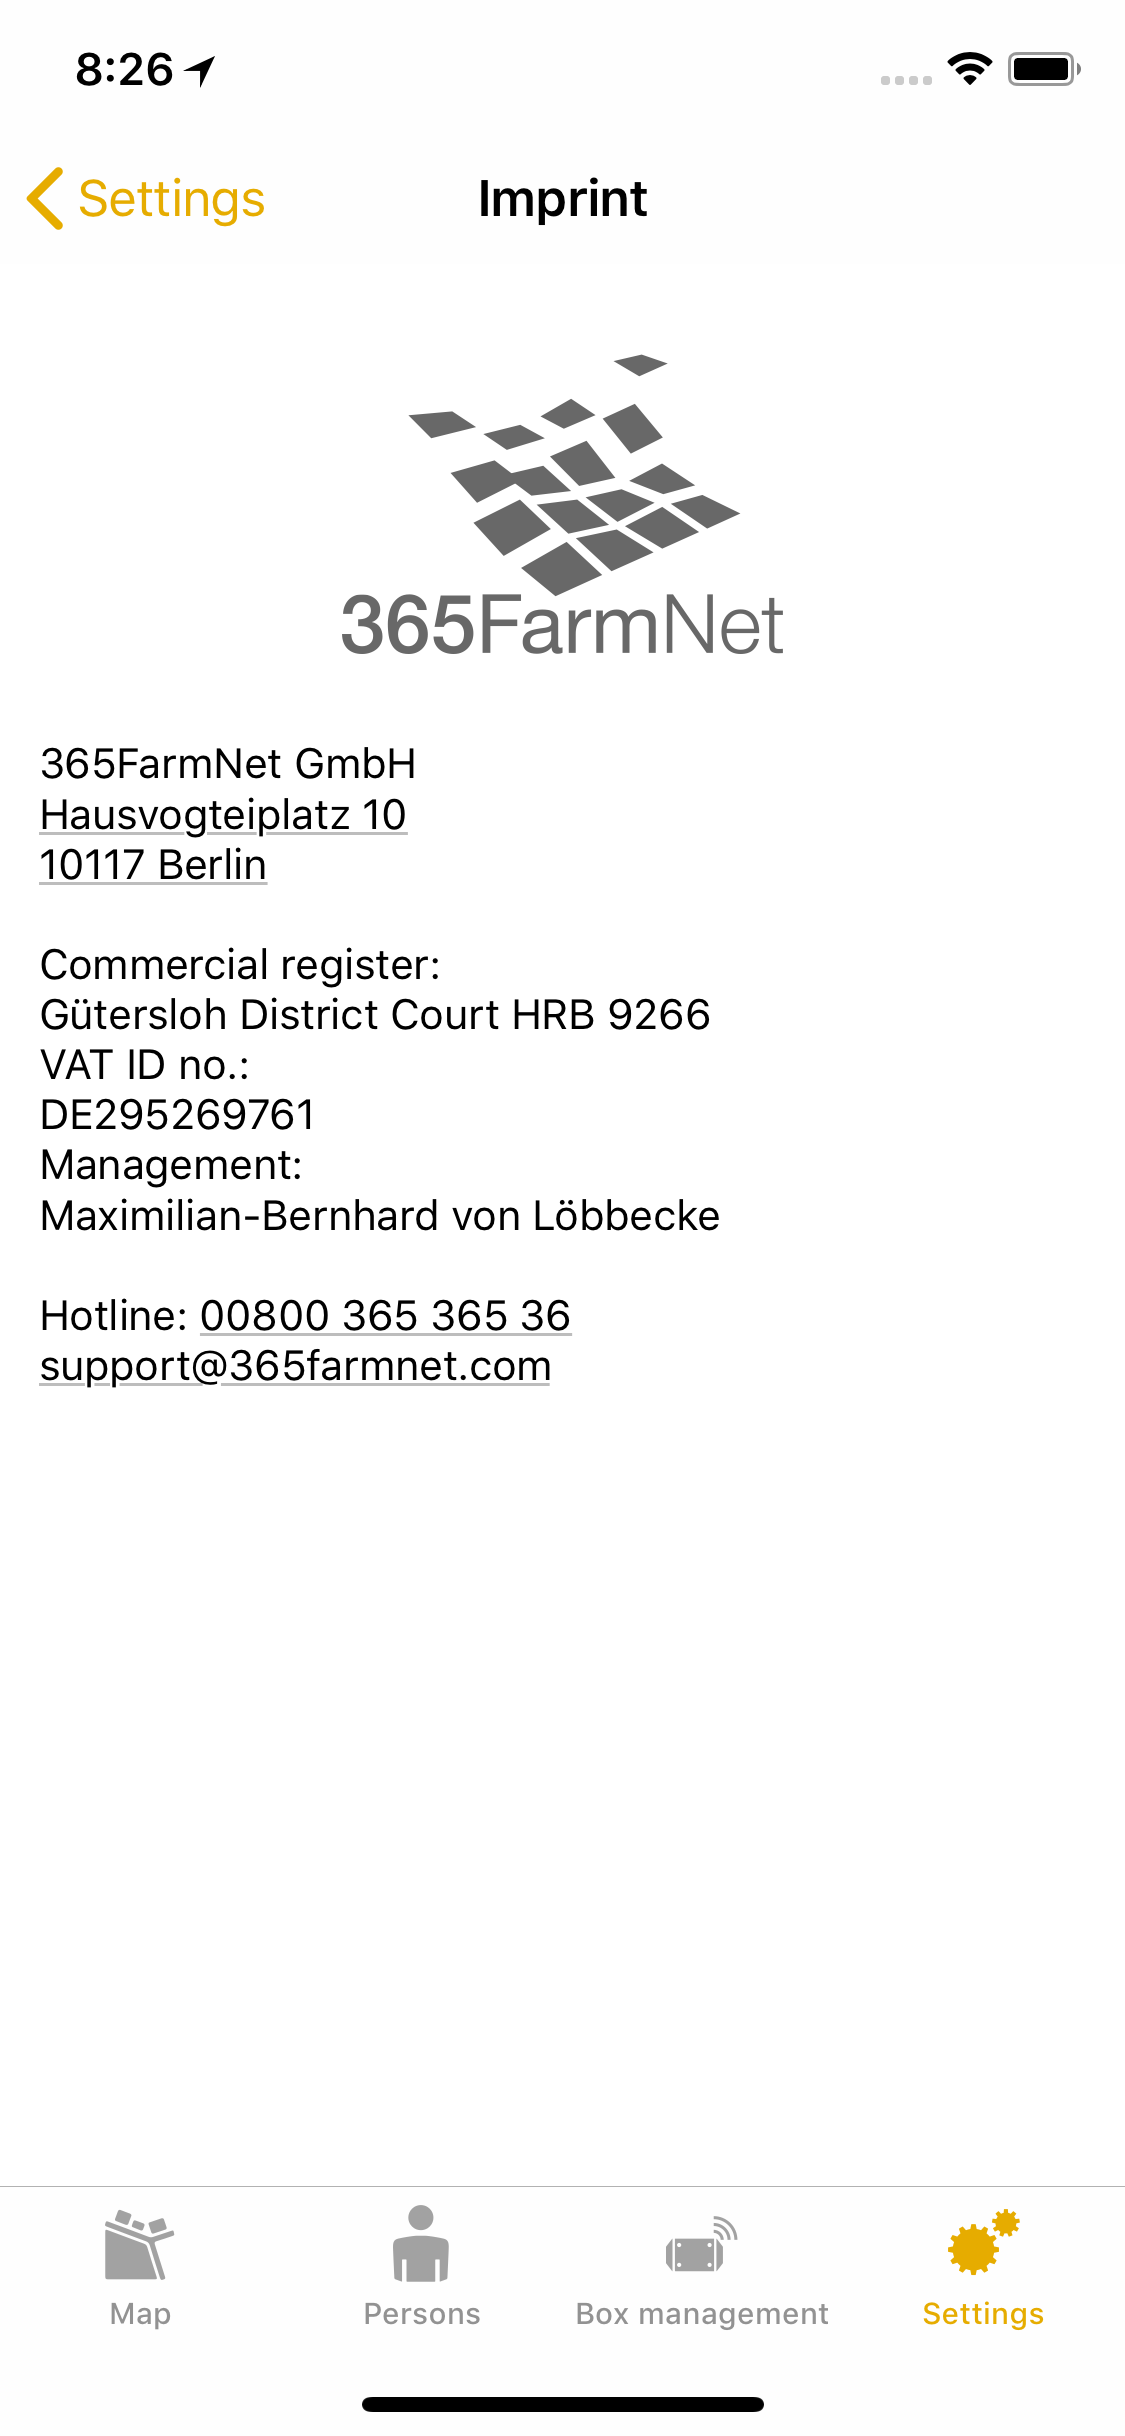 8:26
Settings
Imprint
365FarmNet
365FarmNet GmbH
Hausvogteiplatz 10
10117 Berlin
Commercial register:
Gütersloh District Court HRB 9266
VAT ID no.:
DE295269761
Management:
Maximilian-Bernhard von Löbbecke
Hotline: 00800 365 365 36
support@365farmnet.com
Map
Persons
Box management
Settings